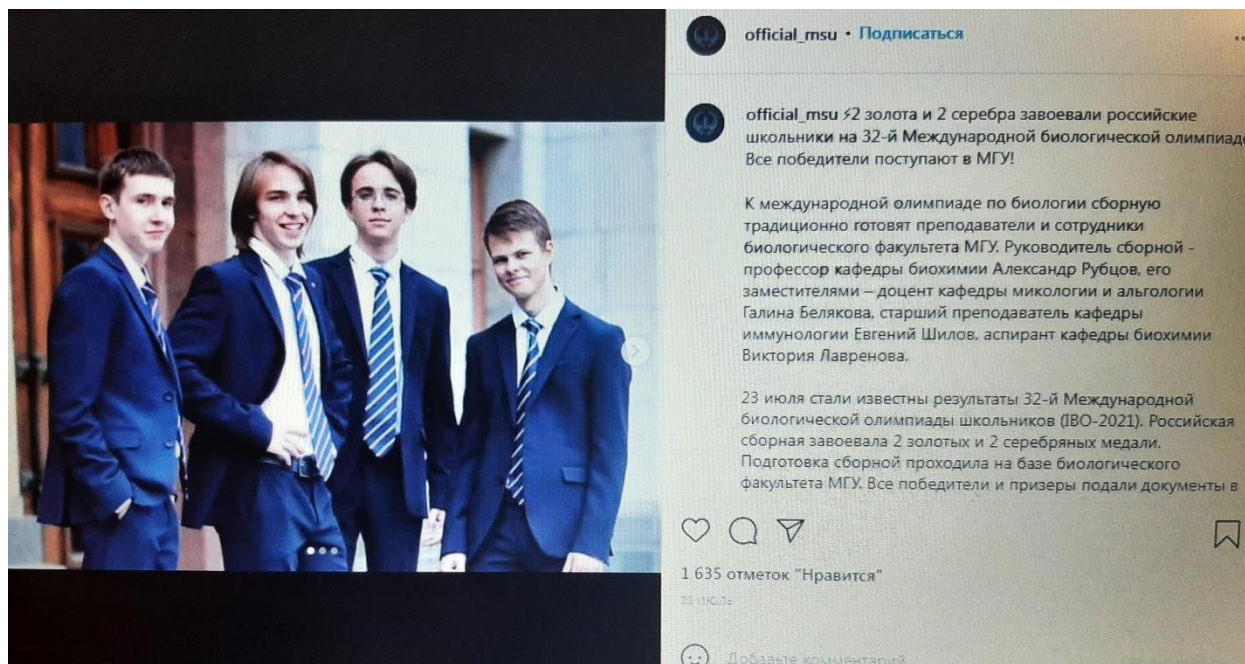 official_msu • Подписаться
official_msu ⚡2 золота и 2 серебра завоевали российские
школьники на 32-й Международной биологической олимпиаде
Все победители поступают в МГУ!
К международной олимпиаде по биологии сборную
традиционно готовят преподаватели и сотрудники
биологического факультета МГУ. Руководитель сборной -
профессор кафедры биохимии Александр Рубцов, его
заместителями – доцент кафедры микологии и альгологии
Галина Белякова, старший преподаватель кафедры
иммунологии Евгений Шилов, аспирант кафедры биохимии
Виктория Лавренова.
23 июля стали известны результаты 32-й Международной
биологической олимпиады школьников (IBO-2021). Российская
сборная завоевала 2 золотых и 2 серебряных медали.
Подготовка сборной проходила на базе биологического
факультета МГУ. Все победители и призеры подали документы в
1 635 отметок "Нравится"
23 ИЮЛЬ
Добавьте комментарий...